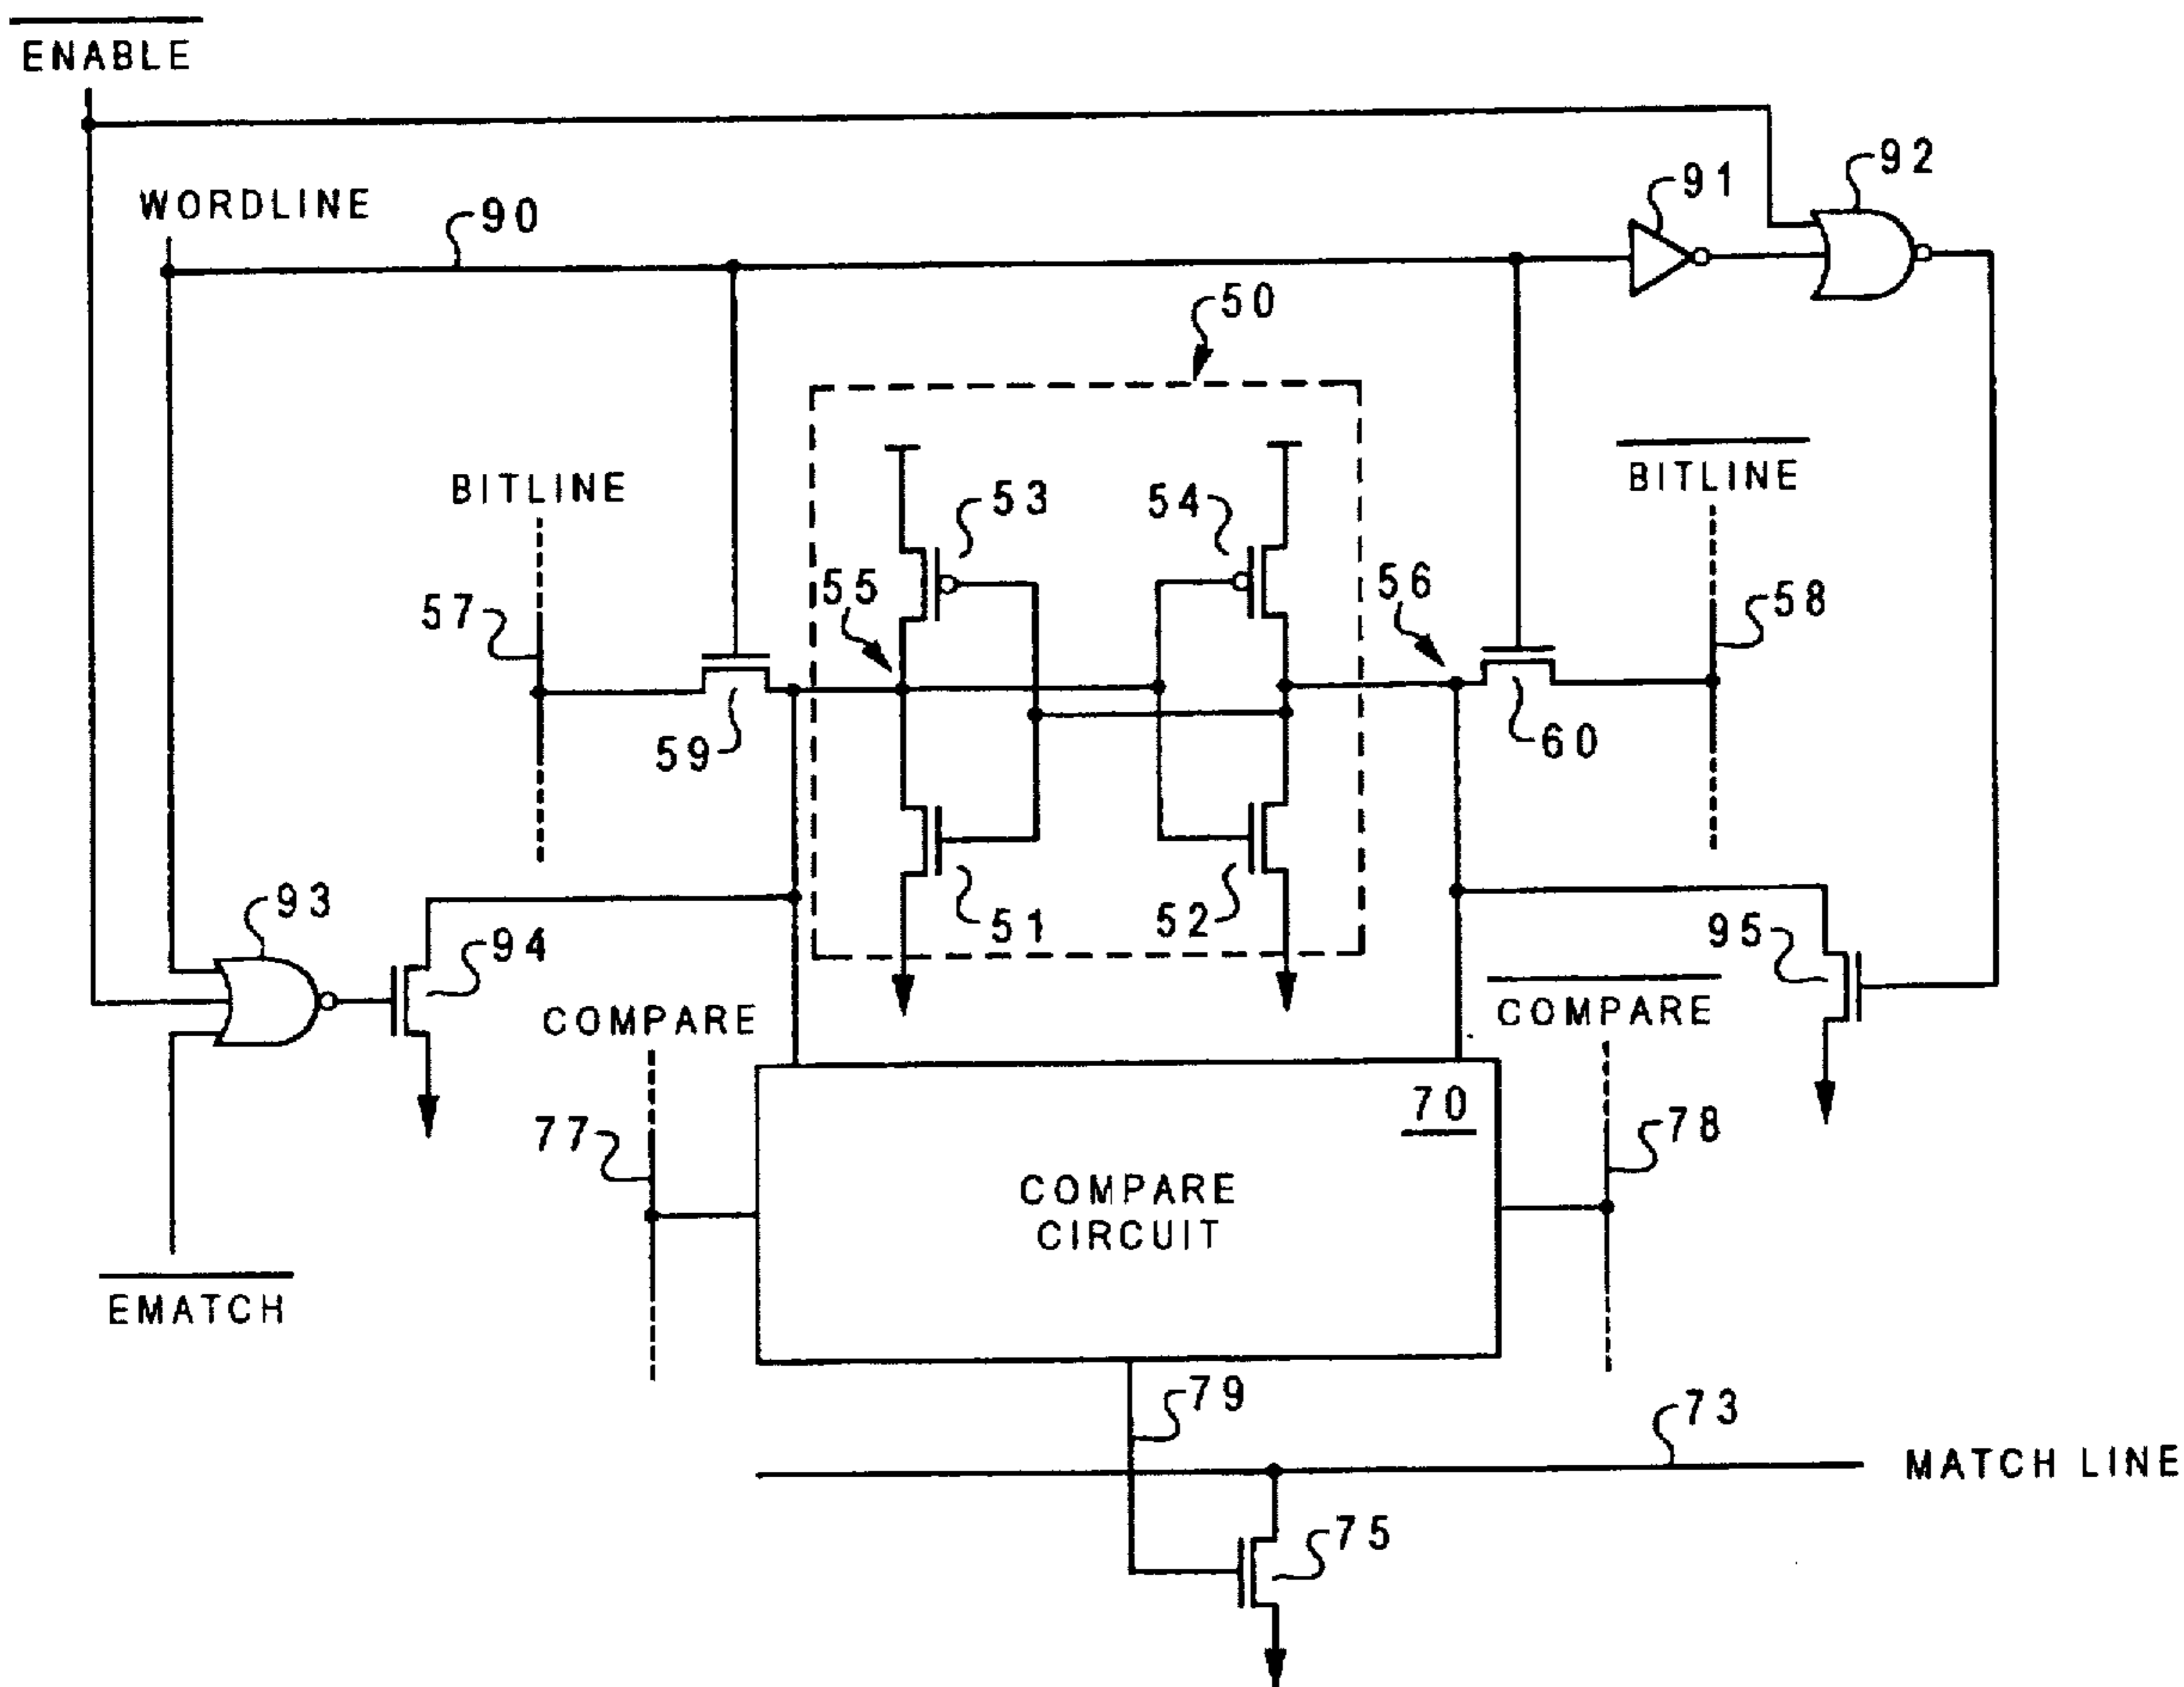 ENABLE
WORDLINE
90
91
92
50
BITLINE
BITLINE
53
54
55
56
57
58
59
60
51
52
93
94
95
COMPARE
COMPARE
70
77
78
COMPARE
CIRCUIT
EMATCH
79
73
MATCH LINE
75